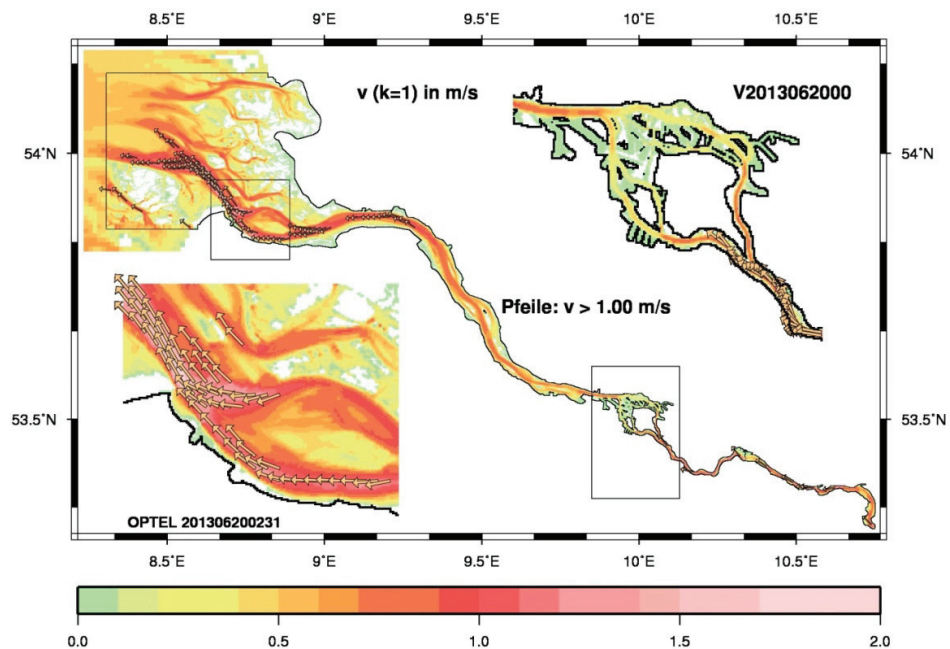 8.5°E 9°E 9.5°E 10°E 10.5°E
v (k=1) in m/s
V2013062000
54°N 54°N
Pfeile: v > 1.00 m/s
53.5°N 53.5°N
OPTEL 201306200231
8.5°E 9°E 9.5°E 10°E 10.5°E
0.0 0.5 1.0 1.5 2.0